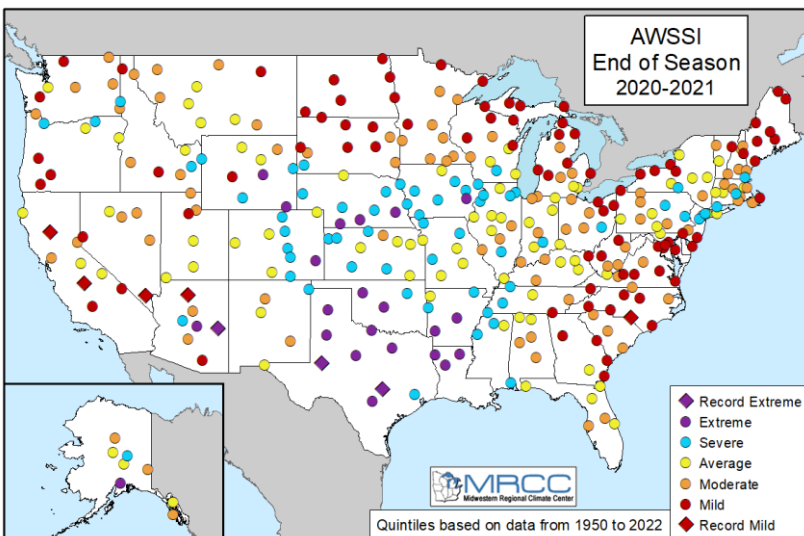 AWSSI
End of Season
2020-2021
Record Extreme
Extreme
Severe
Average
Moderate
Mild
Record Mild
MRCC
Midwestern Regional Climate Center
Quintiles based on data from 1950 to 2022